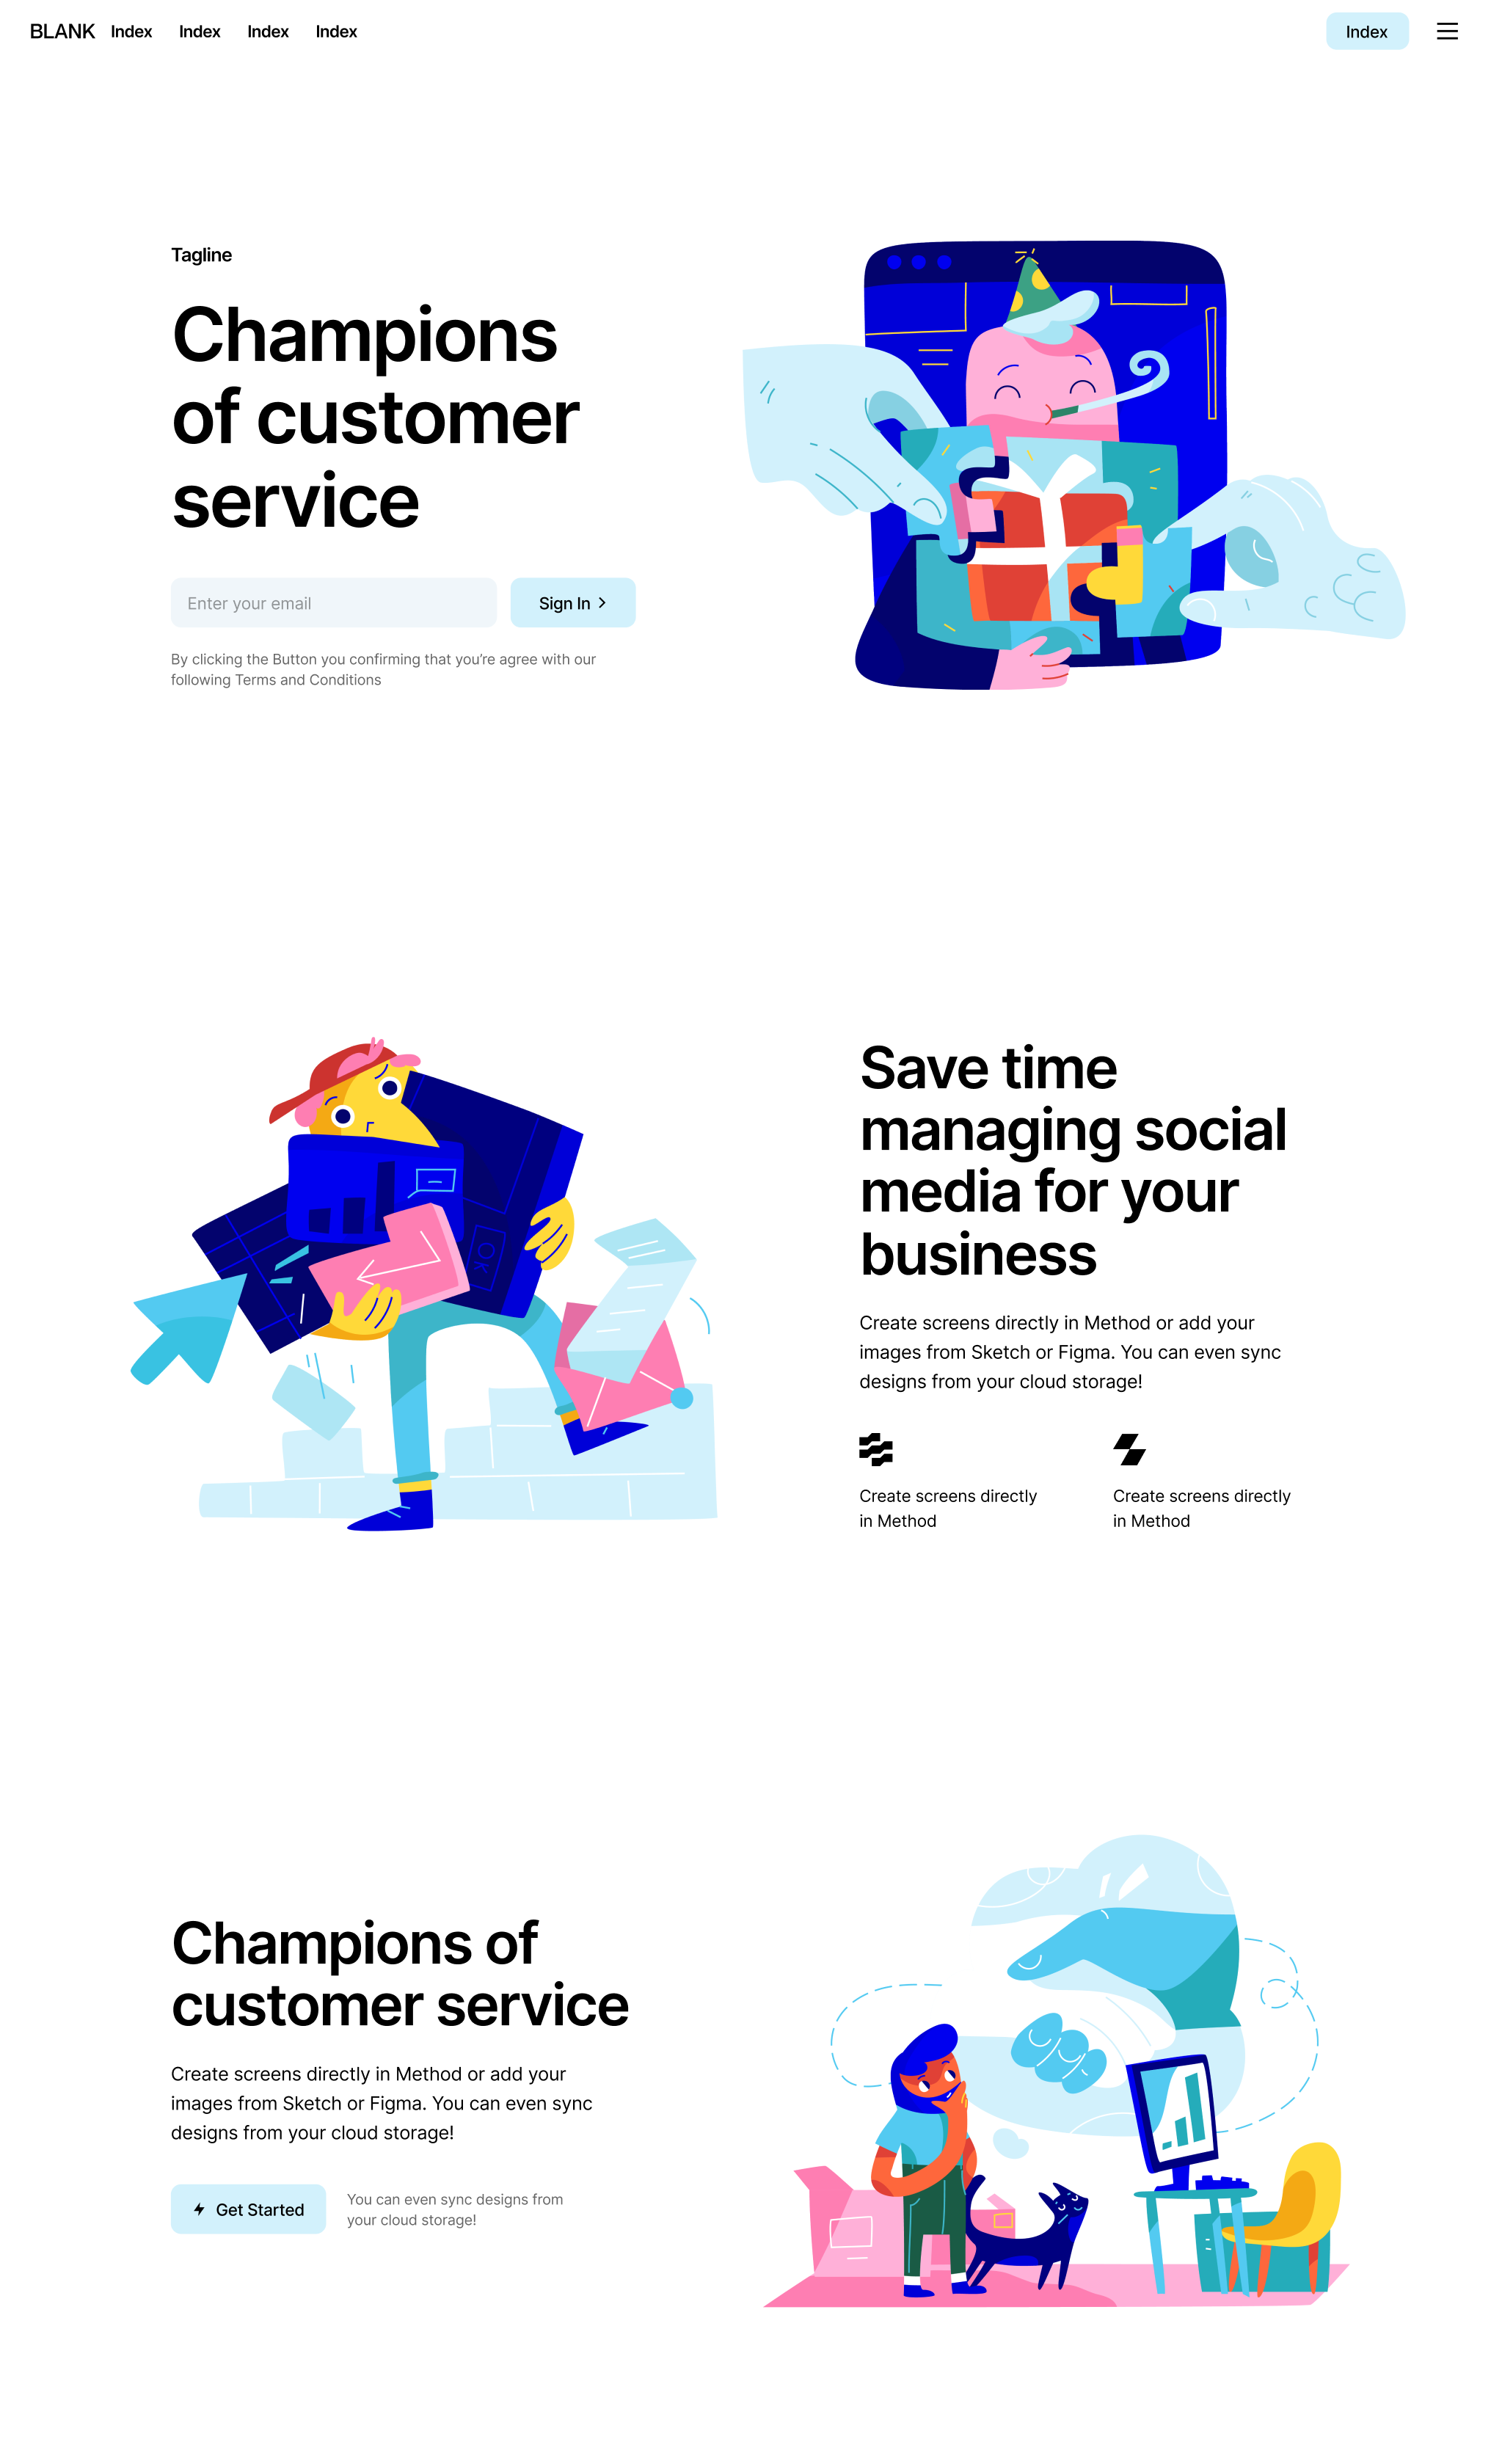 BLANK Index Index Index Index Index
Tagline
Champions
of customer
service
Enter your email
Sign In
By clicking the Button you confirming that you’re agree with our
following Terms and Conditions
OK
Save time
managing social
media for your
business
Create screens directly in Method or add your
images from Sketch or Figma. You can even sync
designs from your cloud storage!
Create screens directly
in Method
Create screens directly
in Method
Champions of
customer service
Create screens directly in Method or add your
images from Sketch or Figma. You can even sync
designs from your cloud storage!
Get Started
You can even sync designs from
your cloud storage!